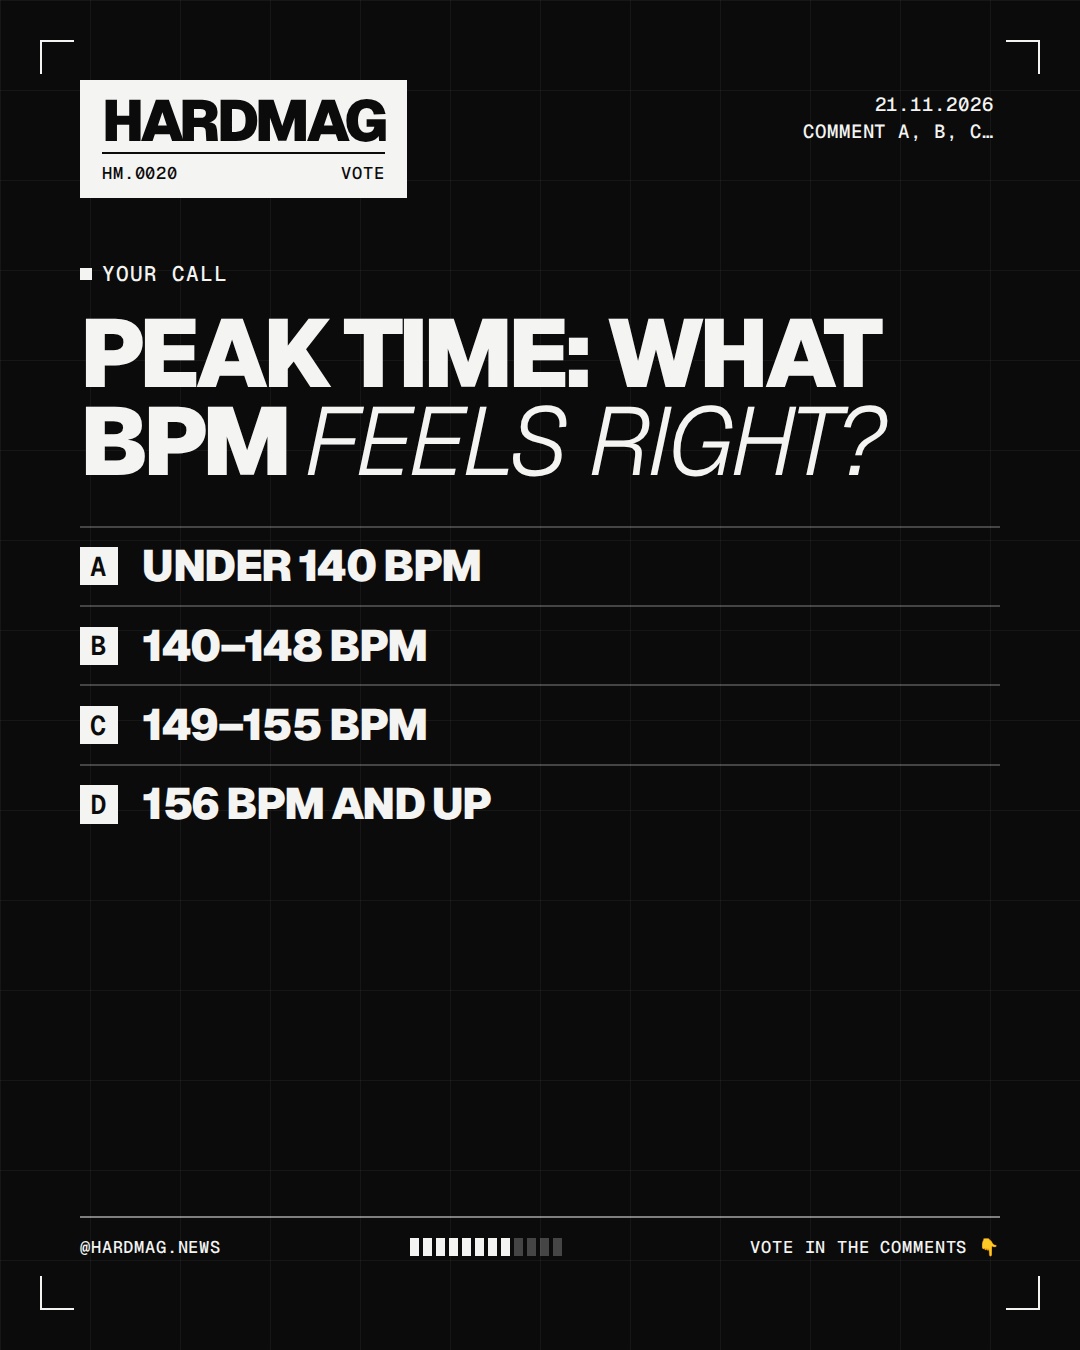 HARDMAG
HM.0020 VOTE
21.11.2026
COMMENT A, B, C…
YOUR CALL
PEAK TIME: WHAT
BPM FEELS RIGHT?
A UNDER 140 BPM
B 140–148 BPM
C 149–155 BPM
D 156 BPM AND UP
@HARDMAG.NEWS
VOTE IN THE COMMENTS 👇